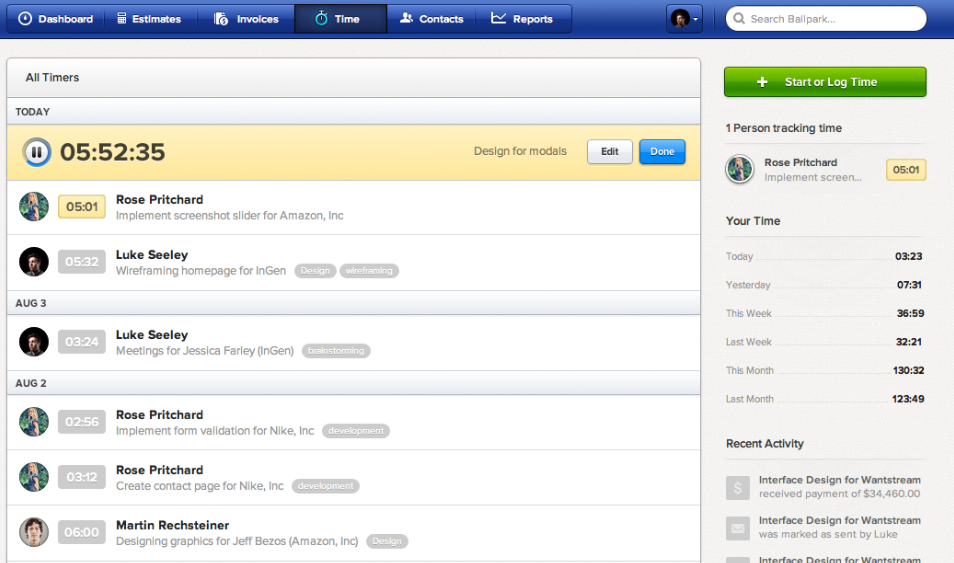 Dashboard
Estimates
Invoices
Time
Contacts
Reports
Search Ballpark...
All Timers
TODAY
05:52:35
Design for modals
Edit
Done
05:01
Rose Pritchard
Implement screenshot slider for Amazon, Inc
05:32
Luke Seeley
Wireframing homepage for InGen Design wireframing
AUG 3
03:24
Luke Seeley
Meetings for Jessica Farley (InGen) brainstorming
AUG 2
02:56
Rose Pritchard
Implement form validation for Nike, Inc development
03:12
Rose Pritchard
Create contact page for Nike, Inc development
06:00
Martin Rechsteiner
Designing graphics for Jeff Bezos (Amazon, Inc) Design
+ Start or Log Time
1 Person tracking time
Rose Pritchard
Implement screen...
05:01
Your Time
Today 03:23
Yesterday 07:31
This Week 36:59
Last Week 32:21
This Month 130:32
Last Month 123:49
Recent Activity
$
Interface Design for Wantstream
received payment of $34,460.00
Interface Design for Wantstream
was marked as sent by Luke
Interface Design for Wantstream